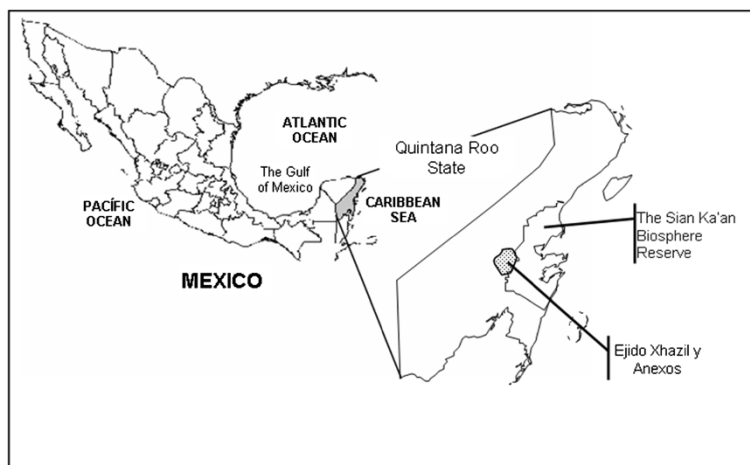 ATLANTIC
OCEAN
The Gulf
of Mexico
PACÍFIC
OCEAN
CARIBBEAN
SEA
MEXICO
Quintana Roo
State
The Sian Ka'an
Biosphere
Reserve
Ejido Xhazil y
Anexos